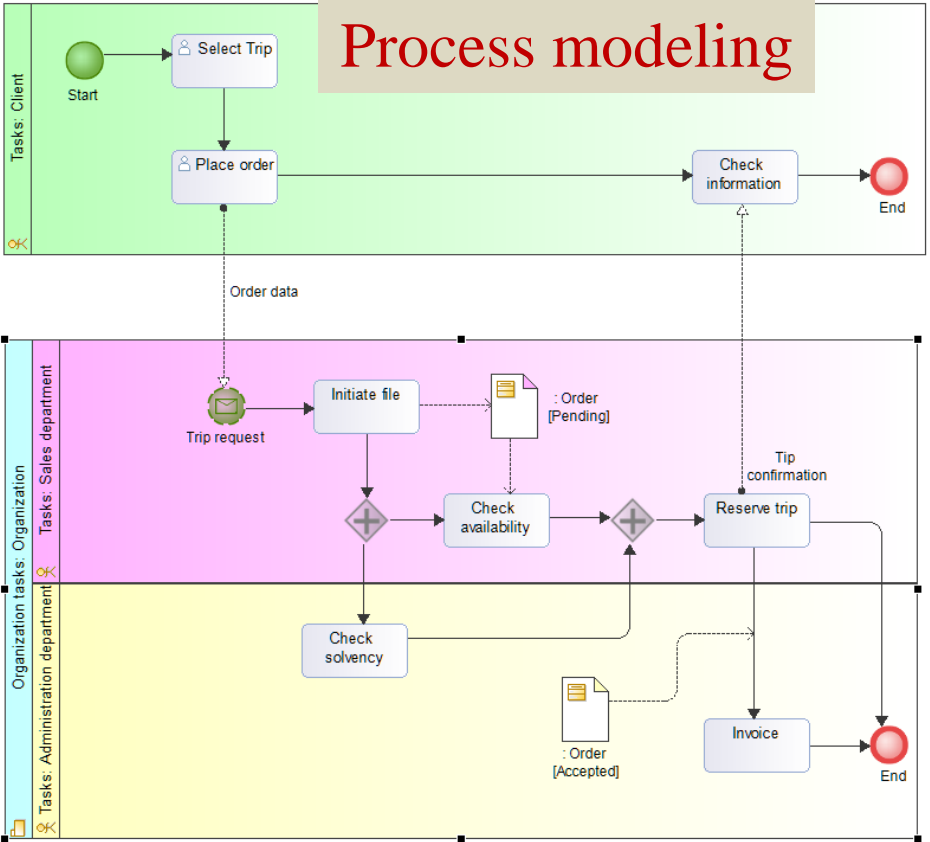 Process modeling
Tasks: Client
Start
Select Trip
Place order
Check
information
End
Order data
Organization tasks: Organization
Tasks: Sales department
Trip request
Initiate file
: Order
[Pending]
Check
availability
Tip
confirmation
Reserve trip
Tasks: Administration department
Check
solvency
: Order
[Accepted]
Invoice
End